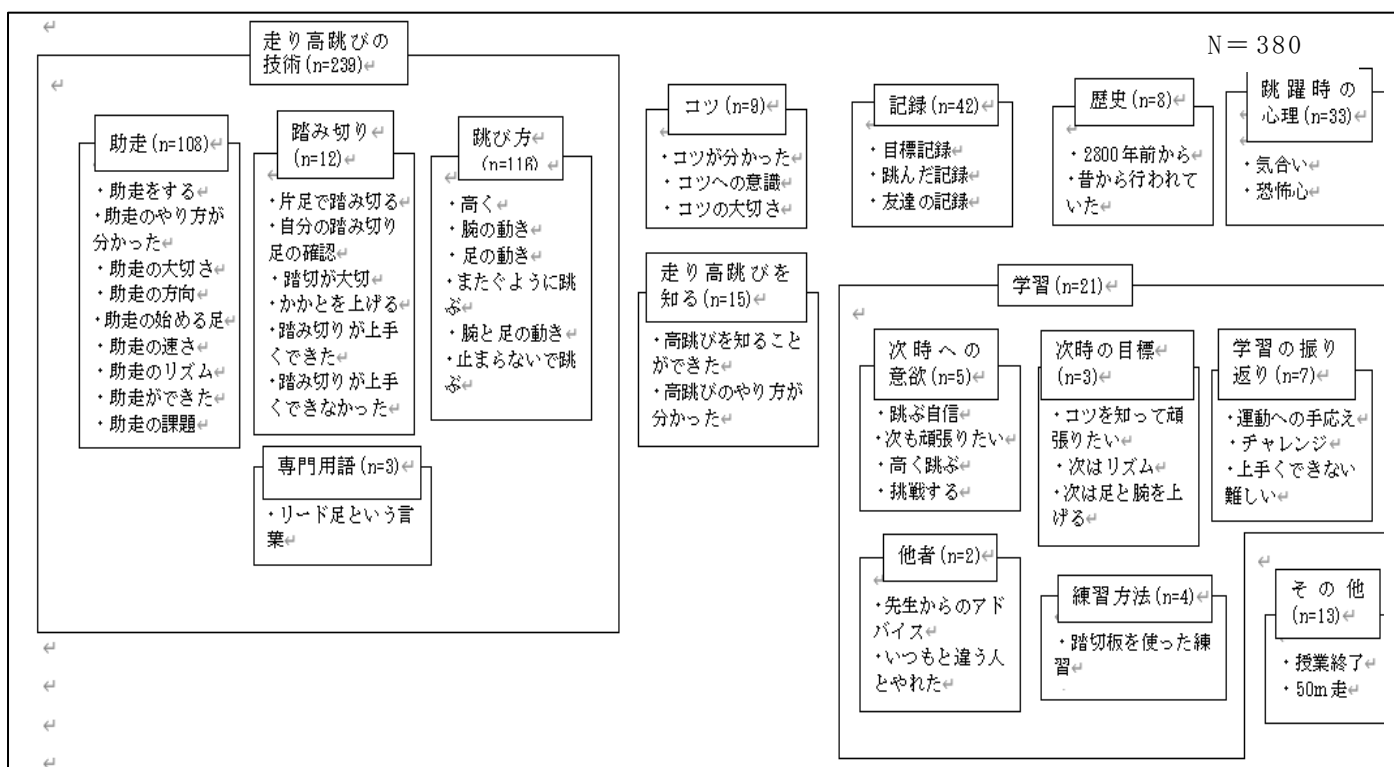 N＝380
走り高跳びの
技術(n=239)↵
助走(n=108)↵
・助走をする↵
・助走のやり方が
分かった↵
・助走の大切さ↵
・助走の方向↵
・助走の始める足↵
・助走の速さ↵
・助走のリズム↵
・助走ができた↵
・助走の課題↵
踏み切り
(n=12)↵
・片足で踏み切る↵
・自分の踏み切り
足の確認↵
・踏切が大切↵
・かかとを上げる↵
・踏み切りが上手
くできた↵
・踏み切りが上手
くできなかった↵
跳び方
(n=116)
・高く↵
・腕の動き↵
・足の動き↵
・またぐように跳
ぶ↵
・腕と足の動き↵
・止まらないで跳
ぶ↵
専門用語(n=3)↵
・リード足という言
葉↵
コツ(n=9)↵
・コツが分かった↵
・コツへの意識↵
・コツの大切さ↵
記録(n=42)↵
・目標記録↵
・跳んだ記録↵
・友達の記録↵
歴史(n=8)↵
・2800年前から↵
・昔から行われて
いた↵
跳躍時の
心理(n=33)↵
・気合い↵
・恐怖心↵
走り高跳びを
知る(n=15)↵
・高跳びを知ること
ができた↵
・高跳びのやり方が
分かった↵
学習(n=21)↵
次時への
意欲(n=5)↵
・跳ぶ自信↵
・次も頑張りたい↵
・高く跳ぶ↵
・挑戦する↵
次時の目標↵
(n=3)↵
・コツを知って頑
張りたい↵
・次はリズム↵
・次は足と腕を上
げる↵
学習の振り
返り(n=7)↵
・運動への手応え↵
・チャレンジ↵
・上手くできない
難しい↵
他者(n=2)↵
・先生からのアド
バイス↵
・いつもと違う人
とやれた↵
練習方法(n=4)↵
・踏切板を使った練
習↵
その他
(n=13)↵
・授業終了↵
・50m走↵